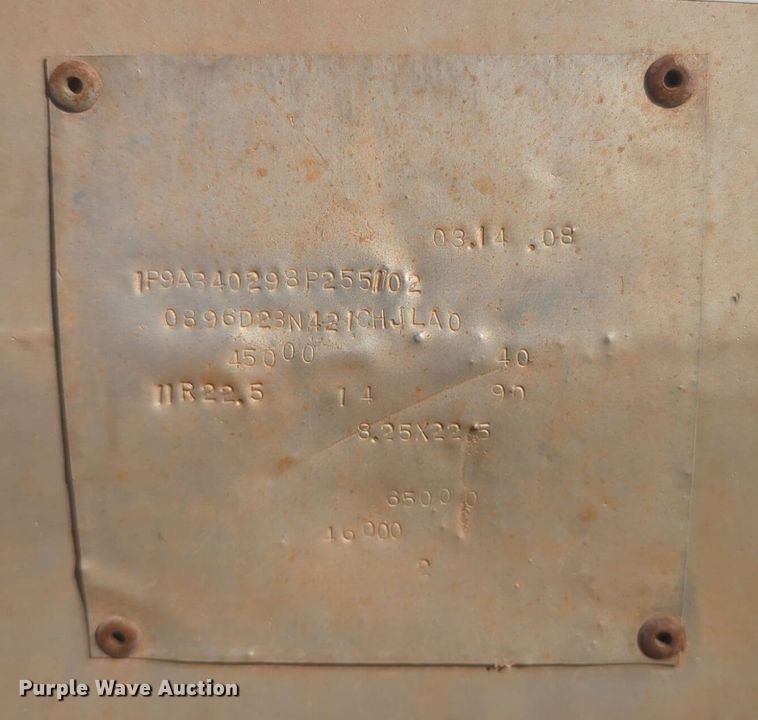 03.14 .08
1P9A340298P255102
0896D23N421CHJLA0
45000 40
11R22.5 14 90
8.25X22.5
65000
16000
2
Purple Wave Auction